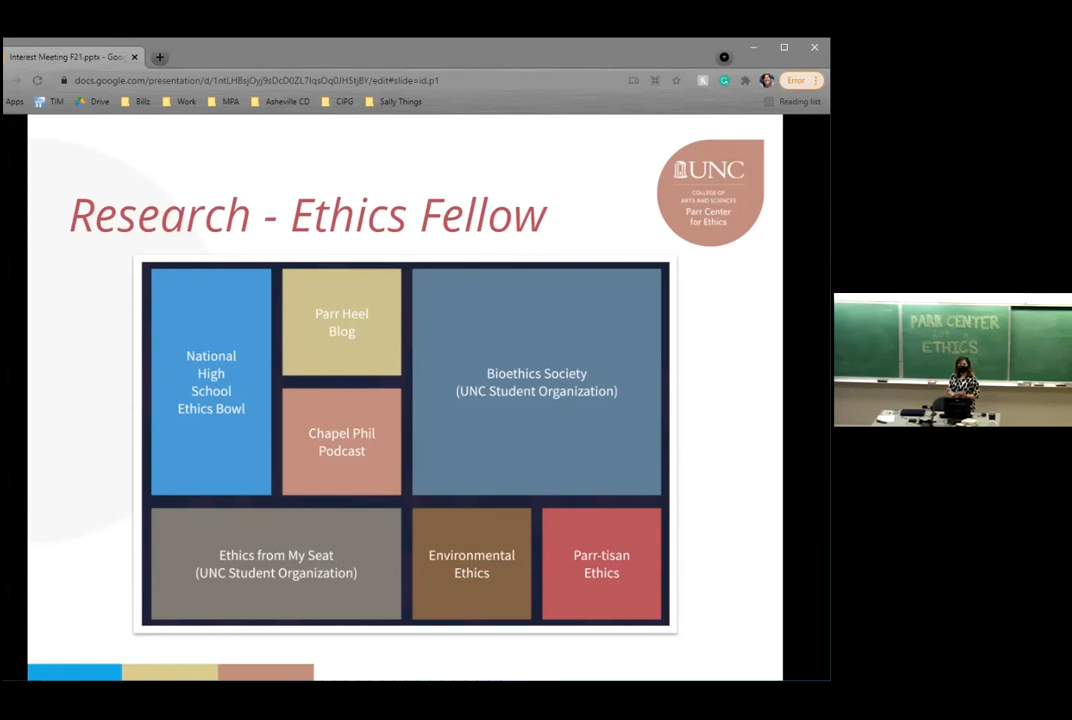 Interest Meeting F21.pptx - Goo
docs.google.com/presentation/d/1ntLHBsjOyj9sDcD0ZL7IqsOq0JH5tjBY/edit#slide=id.p1
Error
Apps
TIM
Drive
Billz
Work
MPA
Asheville CD
CIPG
Sally Things
Reading list
UNC
COLLEGE OF
ARTS AND SCIENCES
Parr Center
for Ethics
Research - Ethics Fellow
National
High
School
Ethics Bowl
Parr Heel
Blog
Chapel Phil
Podcast
Bioethics Society
(UNC Student Organization)
Ethics from My Seat
(UNC Student Organization)
Environmental
Ethics
Parr-tisan
Ethics
PARR CENTER
ETHICS